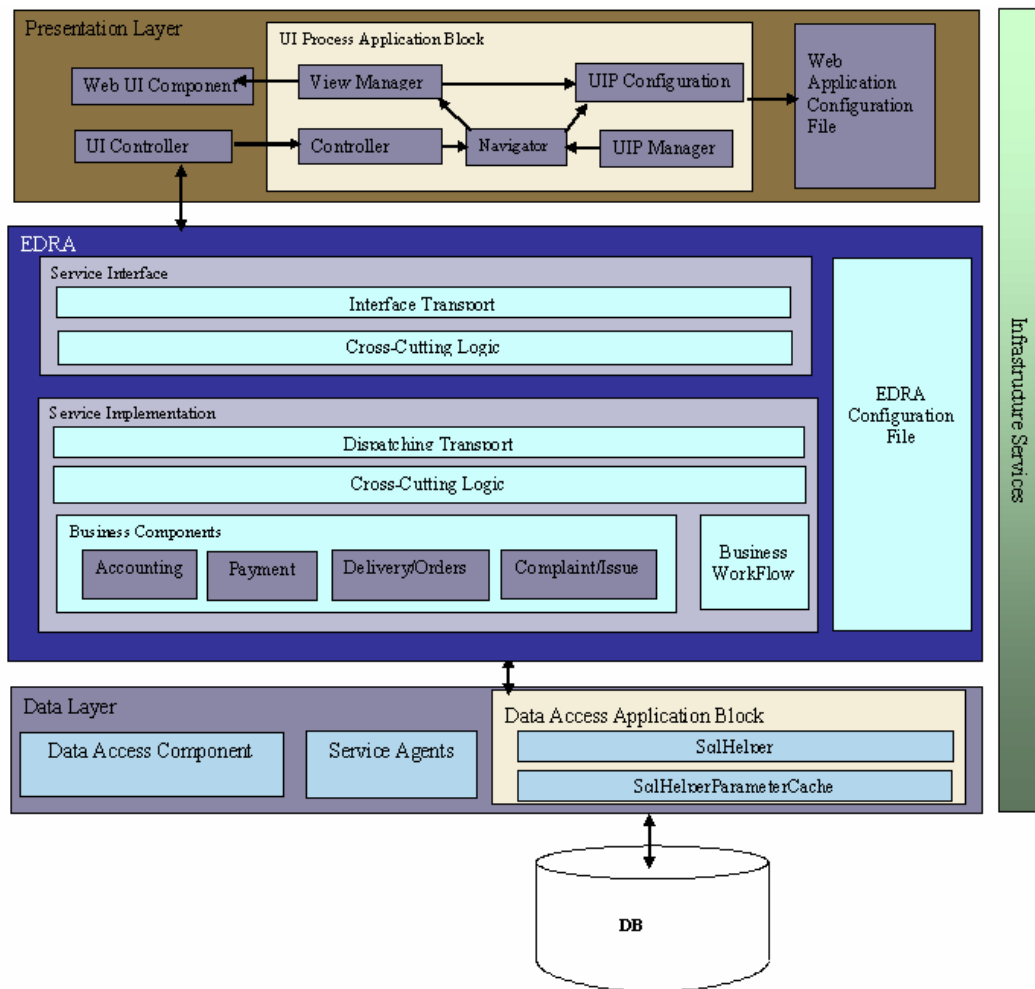 Presentation Layer
UI Process Application Block
Web UI Component
View Manager
UIP Configuration
Web
Application
Configuration
File
UI Controller
Controller
Navigator
UIP Manager
EDRA
Service Interface
Interface Transport
Cross-Cutting Logic
EDRA
Configuration
File
Service Implementation
Dispatching Transport
Cross-Cutting Logic
Business Components
Accounting
Payment
Delivery/Orders
Complaint/Issue
Business
WorkFlow
Infrastructure Services
Data Layer
Data Access Component
Service Agents
Data Access Application Block
SqlHelper
SqlHelperParameterCache
DB